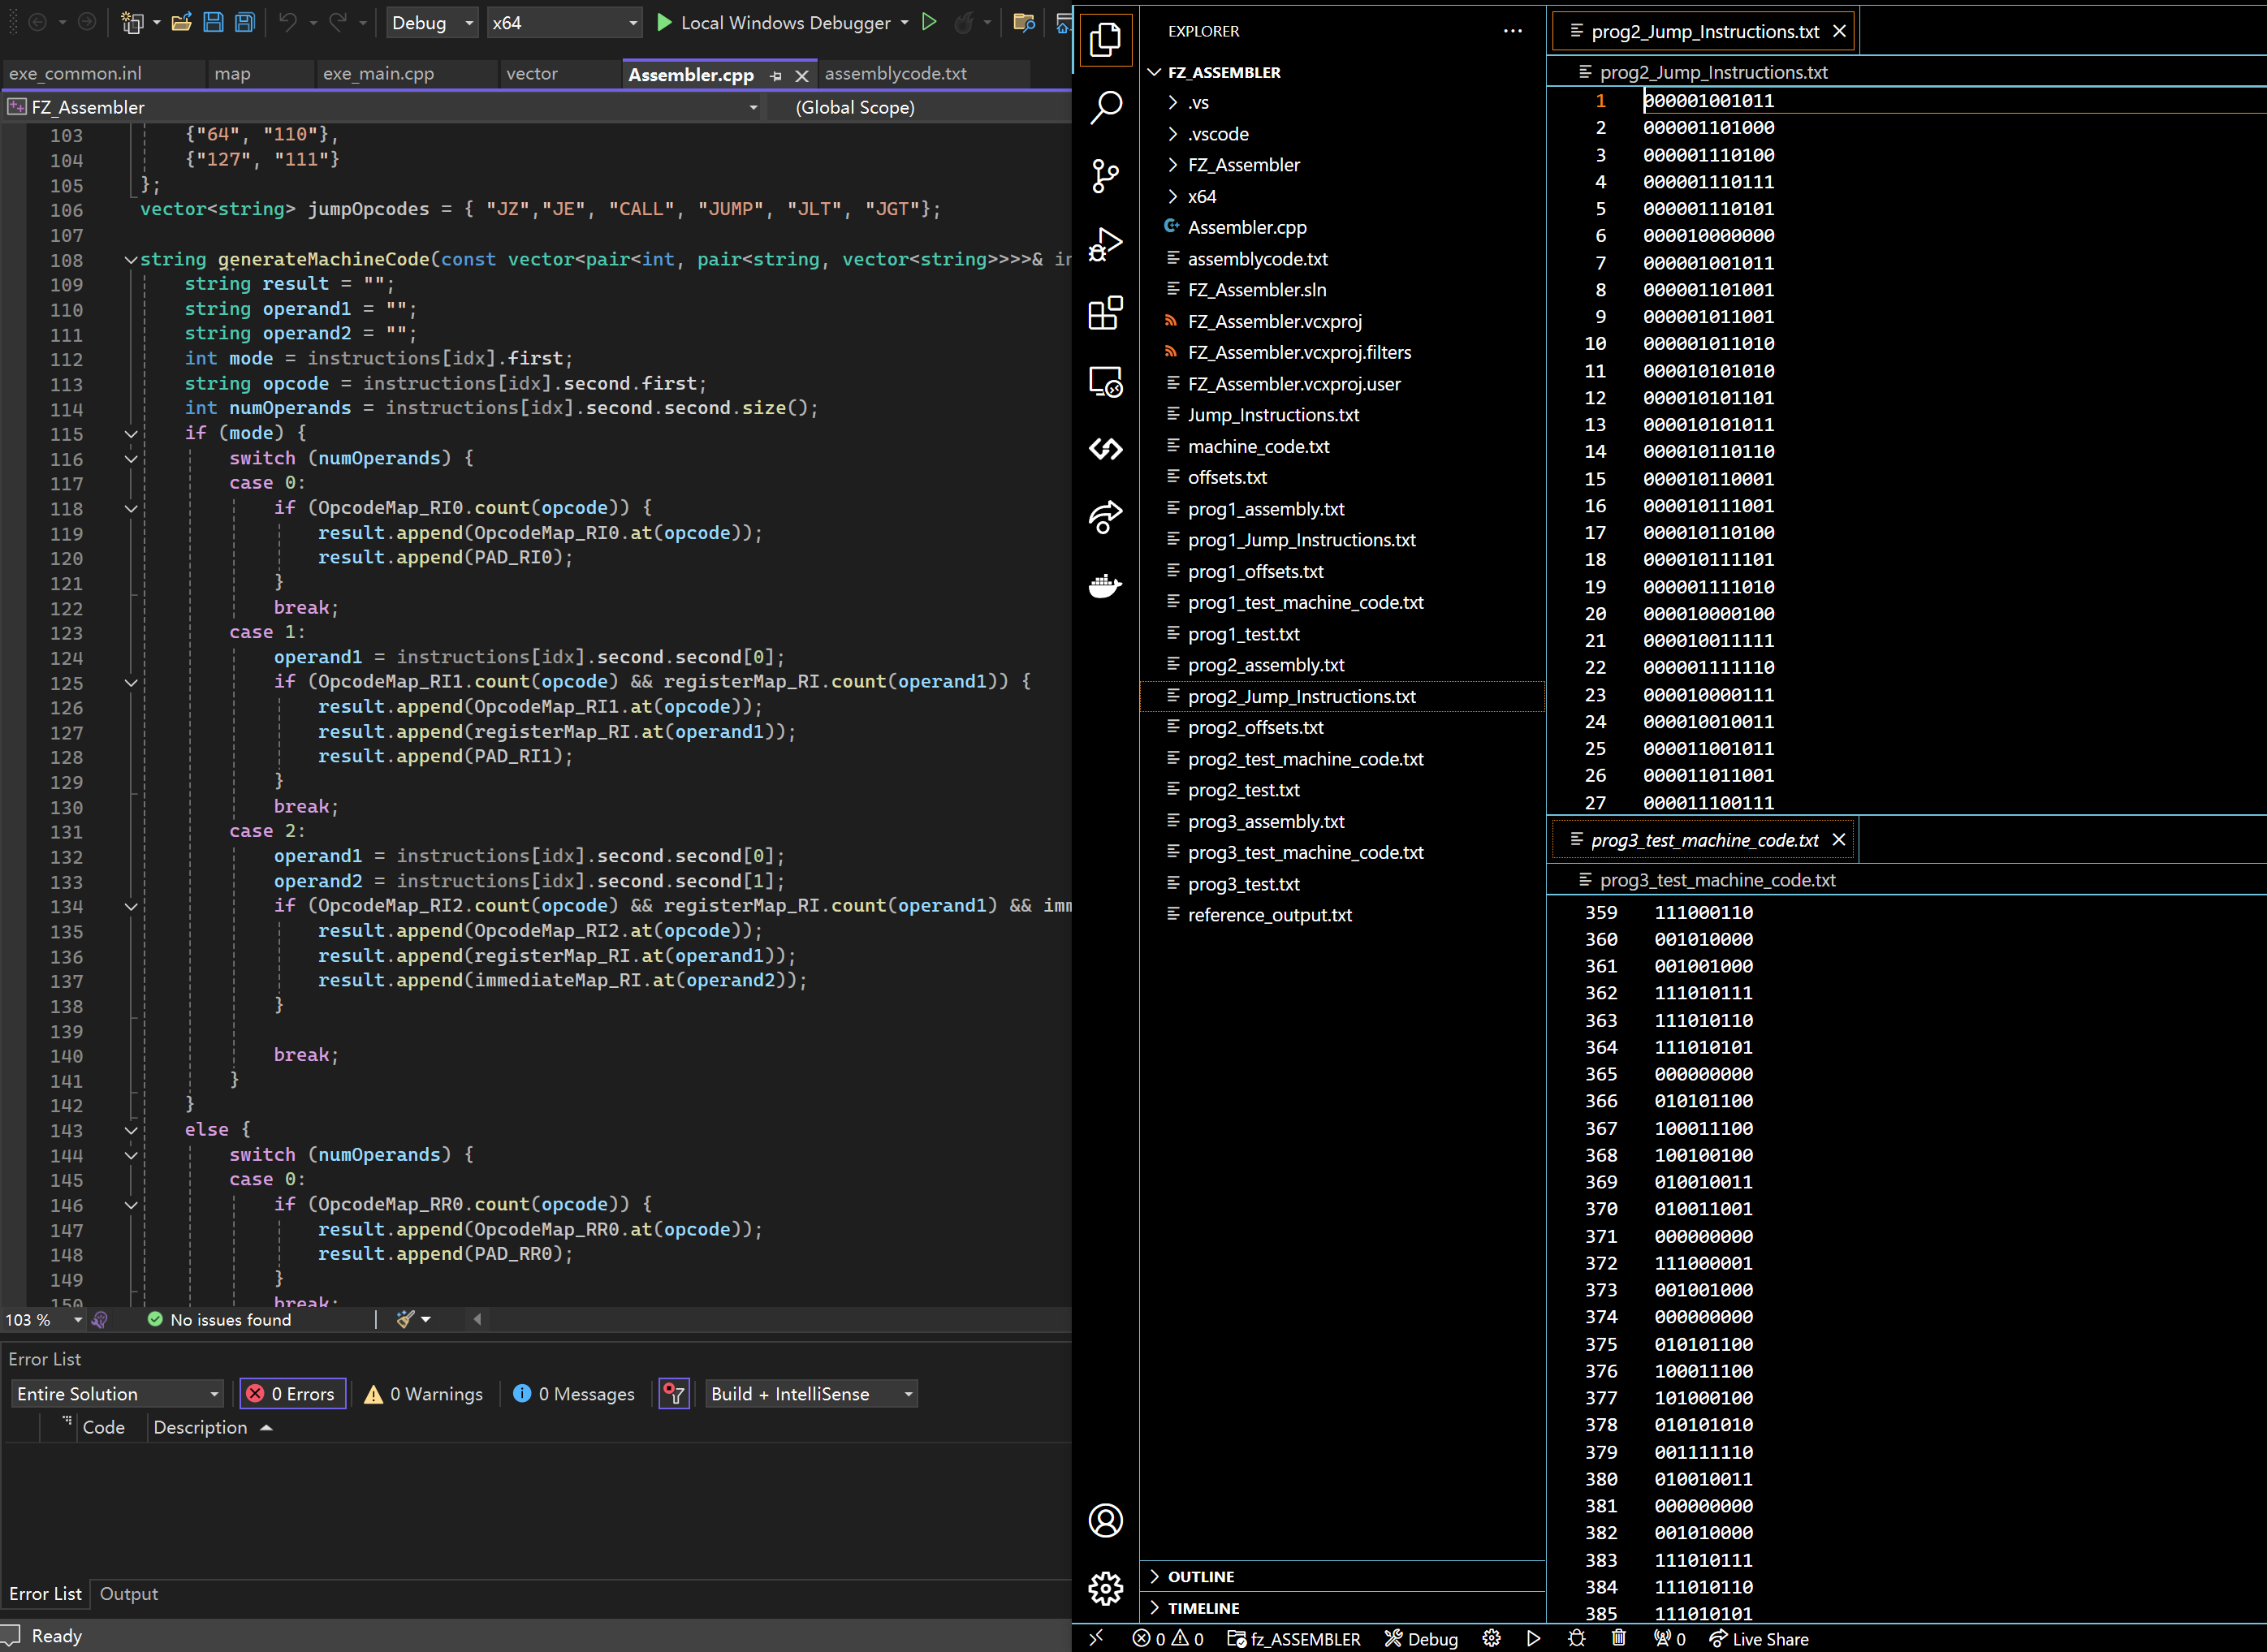 Debug
x64
Local Windows Debugger
exe_common.inl
map
exe_main.cpp
vector
Assembler.cpp
assemblycode.txt
FZ_Assembler
(Global Scope)
103 {"64", "110"},
104 {"127", "111"}
105 };
106 vector<string> jumpOpcodes = { "JZ","JE", "CALL", "JUMP", "JLT", "JGT"};
107
108 string generateMachineCode(const vector<pair<int, pair<string, vector<string>>>>& in
109 string result = "";
110 string operand1 = "";
111 string operand2 = "";
112 int mode = instructions[idx].first;
113 string opcode = instructions[idx].second.first;
114 int numOperands = instructions[idx].second.second.size();
115 if (mode) {
116 switch (numOperands) {
117 case 0:
118 if (OpcodeMap_RI0.count(opcode)) {
119 result.append(OpcodeMap_RI0.at(opcode));
120 result.append(PAD_RI0);
121 }
122 break;
123 case 1:
124 operand1 = instructions[idx].second.second[0];
125 if (OpcodeMap_RI1.count(opcode) && registerMap_RI.count(operand1)) {
126 result.append(OpcodeMap_RI1.at(opcode));
127 result.append(registerMap_RI.at(operand1));
128 result.append(PAD_RI1);
129 }
130 break;
131 case 2:
132 operand1 = instructions[idx].second.second[0];
133 operand2 = instructions[idx].second.second[1];
134 if (OpcodeMap_RI2.count(opcode) && registerMap_RI.count(operand1) && imm
135 result.append(OpcodeMap_RI2.at(opcode));
136 result.append(registerMap_RI.at(operand1));
137 result.append(immediateMap_RI.at(operand2));
138 }
139
140 break;
141 }
142 }
143 else {
144 switch (numOperands) {
145 case 0:
146 if (OpcodeMap_RR0.count(opcode)) {
147 result.append(OpcodeMap_RR0.at(opcode));
148 result.append(PAD_RR0);
149 }
150 break;
103 %
No issues found
Error List
Entire Solution
0 Errors
0 Warnings
0 Messages
Build + IntelliSense
Code
Description
Error List
Output
Ready
EXPLORER
FZ_ASSEMBLER
.vs
.vscode
FZ_Assembler
x64
Assembler.cpp
assemblycode.txt
FZ_Assembler.sln
FZ_Assembler.vcxproj
FZ_Assembler.vcxproj.filters
FZ_Assembler.vcxproj.user
Jump_Instructions.txt
machine_code.txt
offsets.txt
prog1_assembly.txt
prog1_Jump_Instructions.txt
prog1_offsets.txt
prog1_test_machine_code.txt
prog1_test.txt
prog2_assembly.txt
prog2_Jump_Instructions.txt
prog2_offsets.txt
prog2_test_machine_code.txt
prog2_test.txt
prog3_assembly.txt
prog3_test_machine_code.txt
prog3_test.txt
reference_output.txt
OUTLINE
TIMELINE
prog2_Jump_Instructions.txt
prog2_Jump_Instructions.txt
1 000001001011
2 000001101000
3 000001110100
4 000001110111
5 000001110101
6 000010000000
7 000001001011
8 000001101001
9 000001011001
10 000001011010
11 000010101010
12 000010101101
13 000010101011
14 000010110110
15 000010110001
16 000010111001
17 000010110100
18 000010111101
19 000001111010
20 000010000100
21 000010011111
22 000001111110
23 000010000111
24 000010010011
25 000011001011
26 000011011001
27 000011100111
prog3_test_machine_code.txt
prog3_test_machine_code.txt
359 111000110
360 001010000
361 001001000
362 111010111
363 111010110
364 111010101
365 000000000
366 010101100
367 100011100
368 100100100
369 010010011
370 010011001
371 000000000
372 111000001
373 001001000
374 000000000
375 010101100
376 100011100
377 101000100
378 010101010
379 001111110
380 010010011
381 000000000
382 001010000
383 111010111
384 111010110
385 111010101
0 0 fz_ASSEMBLER Debug 0 Live Share